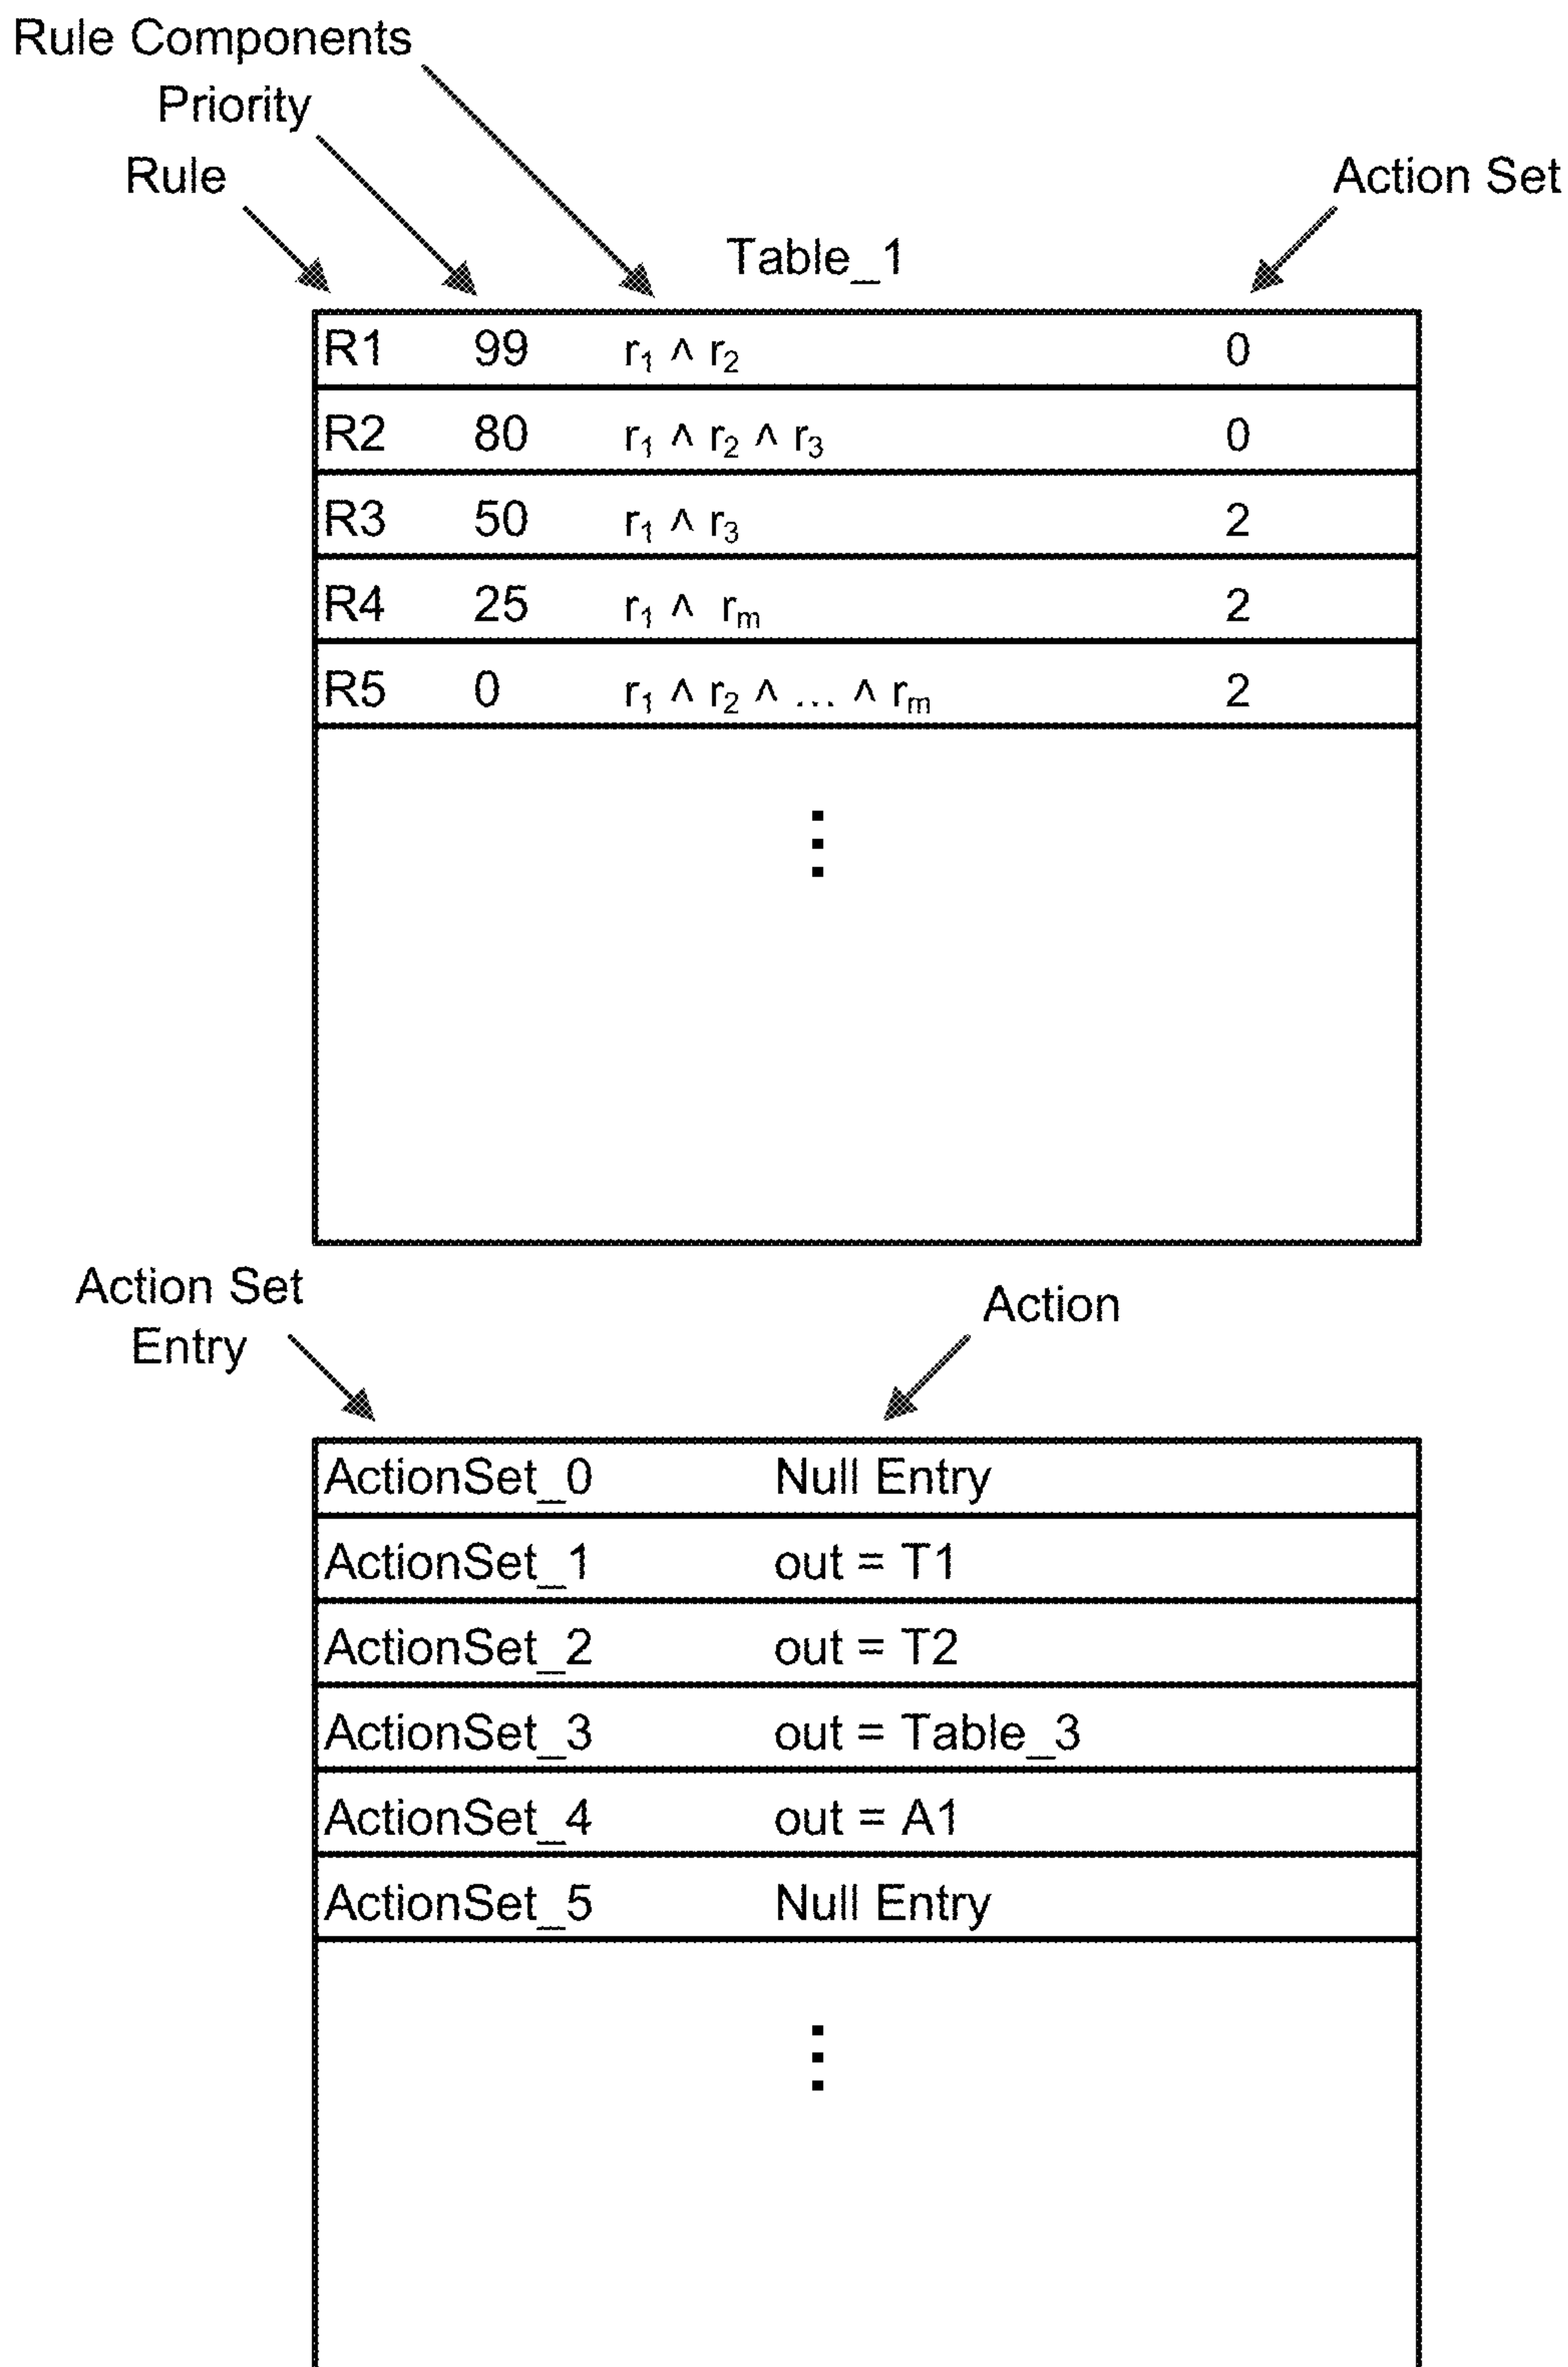 Rule Components
Priority
Rule
Action Set
Table_1
R1 99 r₁ ∧ r₂ 0
R2 80 r₁ ∧ r₂ ∧ r₃ 0
R3 50 r₁ ∧ r₃ 2
R4 25 r₁ ∧ rₘ 2
R5 0 r₁ ∧ r₂ ∧ … ∧ rₘ 2
⋮
Action Set
Entry
Action
ActionSet_0 Null Entry
ActionSet_1 out = T1
ActionSet_2 out = T2
ActionSet_3 out = Table_3
ActionSet_4 out = A1
ActionSet_5 Null Entry
⋮